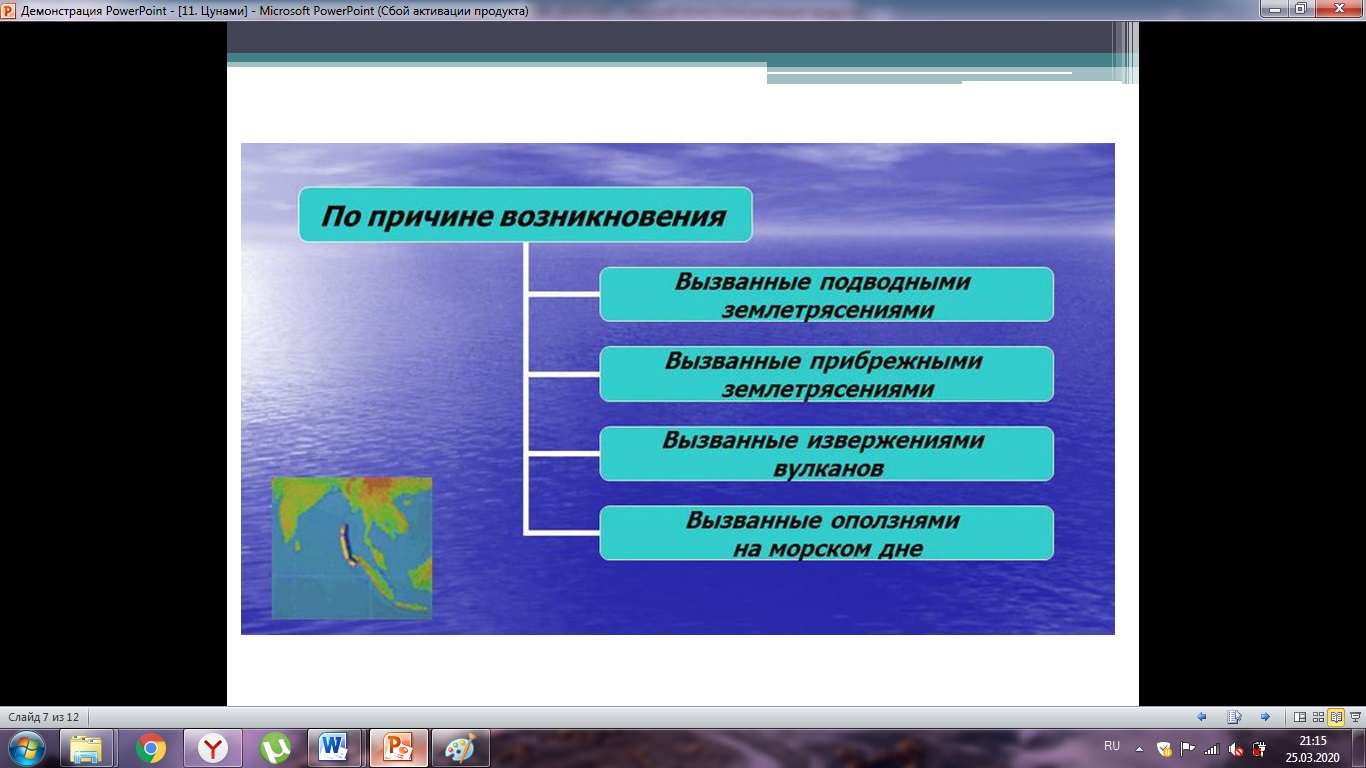 Демонстрация PowerPoint - [11. Цунами] - Microsoft PowerPoint (Сбой активации продукта)
По причине возникновения
Вызванные подводными
землетрясениями
Вызванные прибрежными
землетрясениями
Вызванные извержениями
вулканов
Вызванные оползнями
на морском дне
Слайд 7 из 12
RU
21:15
25.03.2020